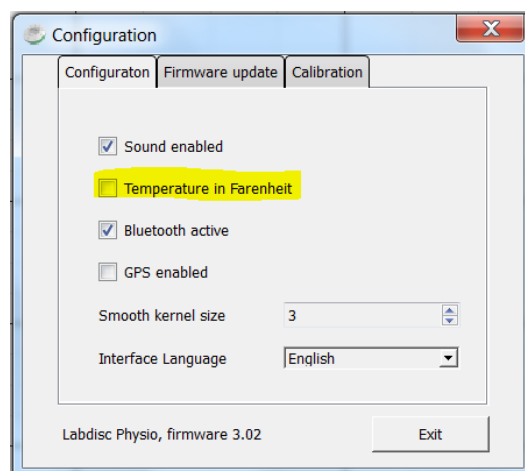 Configuration
Configuraton Firmware update Calibration
Sound enabled
Temperature in Farenheit
Bluetooth active
GPS enabled
Smooth kernel size 3
Interface Language English
Labdisc Physio, firmware 3.02 Exit